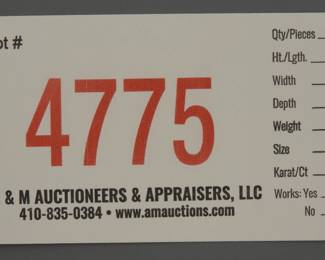 ot #
4775
& M AUCTIONEERS & APPRAISERS, LLC
410-835-0384 • www.amauctions.com
Qty/Pieces
Ht./Lgth.
Width
Depth
Weight
Size
Karat/Ct
Works: Yes
No